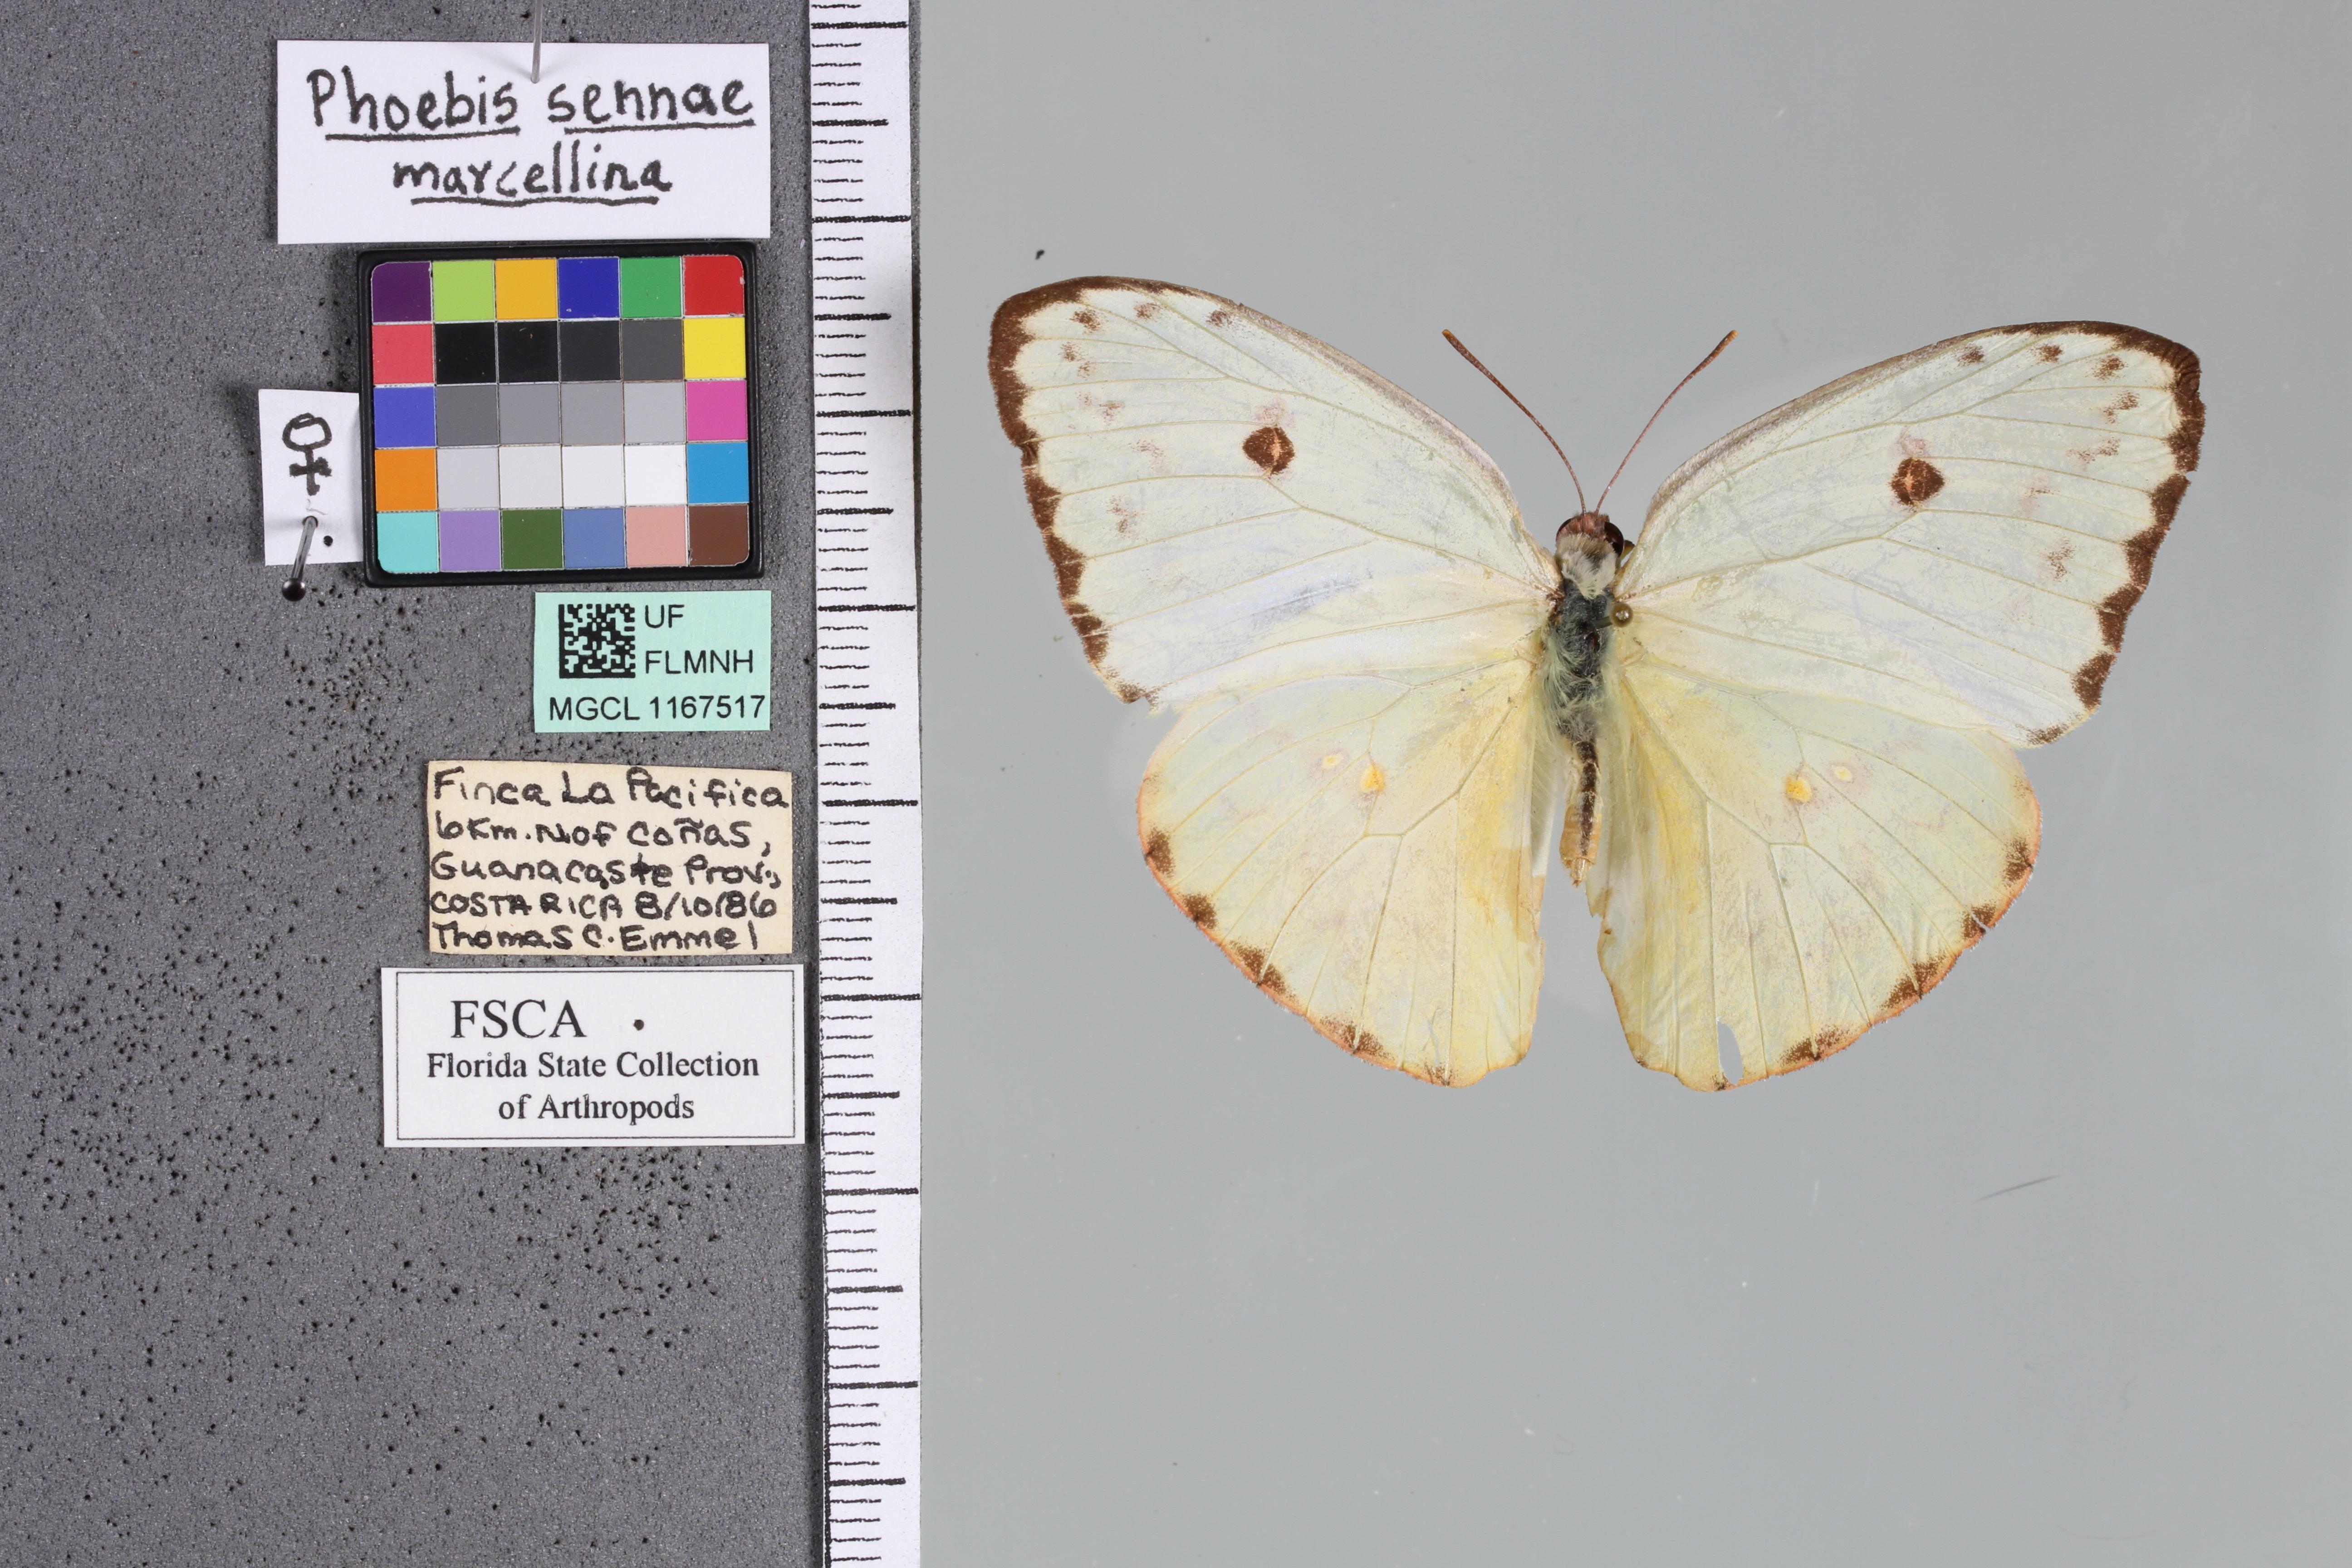 Phoebis sennae
marcellina
♀
UF
FLMNH
MGCL 1167517
Finca La Pacifica
6Km. N. of Coñas,
Guanacaste Prov.,
COSTA RICA 8/10/86
Thomas C. Emmel
FSCA
Florida State Collection
of Arthropods